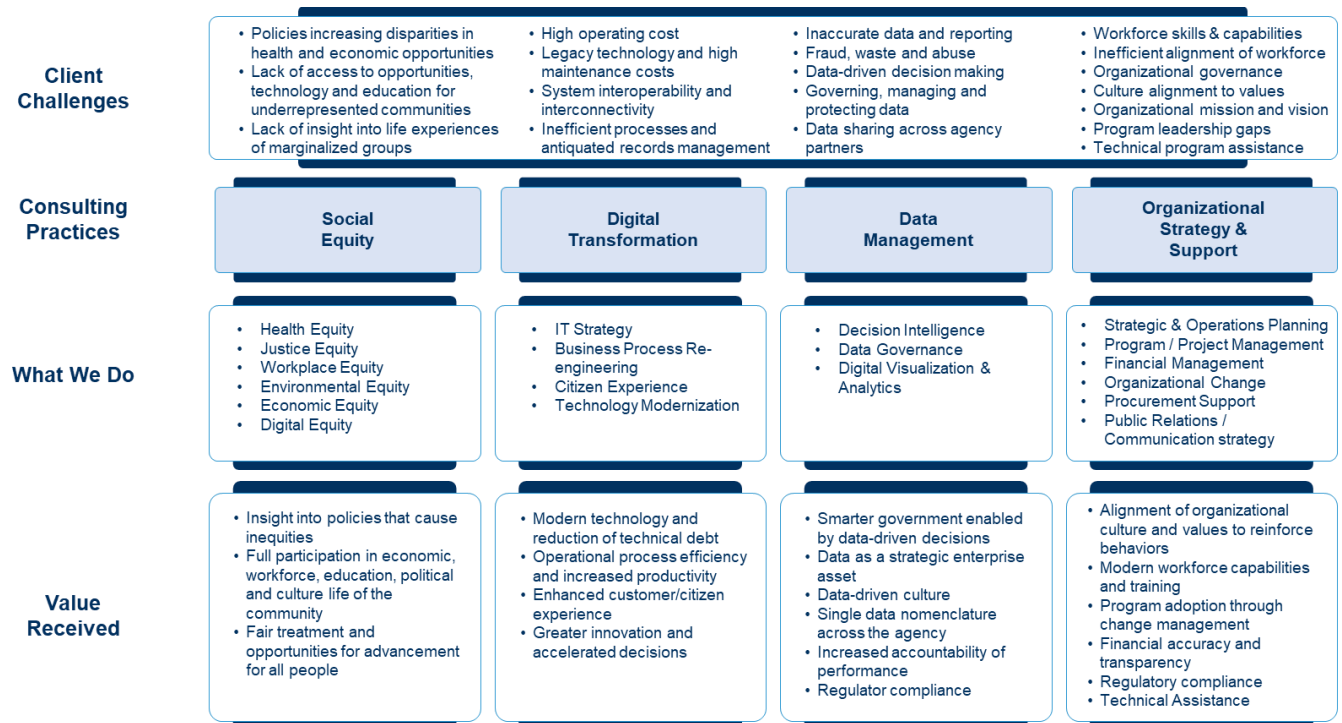 Client
Challenges
• Policies increasing disparities in
health and economic opportunities
• Lack of access to opportunities,
technology and education for
underrepresented communities
• Lack of insight into life experiences
of marginalized groups
• High operating cost
• Legacy technology and high
maintenance costs
• System interoperability and
interconnectivity
• Inefficient processes and
antiquated records management
• Inaccurate data and reporting
• Fraud, waste and abuse
• Data-driven decision making
• Governing, managing and
protecting data
• Data sharing across agency
partners
• Workforce skills & capabilities
• Inefficient alignment of workforce
• Organizational governance
• Culture alignment to values
• Organizational mission and vision
• Program leadership gaps
• Technical program assistance
Consulting
Practices
Social
Equity
Digital
Transformation
Data
Management
Organizational
Strategy &
Support
What We Do
• Health Equity
• Justice Equity
• Workplace Equity
• Environmental Equity
• Economic Equity
• Digital Equity
• IT Strategy
• Business Process Re-
engineering
• Citizen Experience
• Technology Modernization
• Decision Intelligence
• Data Governance
• Digital Visualization &
Analytics
• Strategic & Operations Planning
• Program / Project Management
• Financial Management
• Organizational Change
• Procurement Support
• Public Relations /
Communication strategy
Value
Received
• Insight into policies that cause
inequities
• Full participation in economic,
workforce, education, political
and culture life of the
community
• Fair treatment and
opportunities for advancement
for all people
• Modern technology and
reduction of technical debt
• Operational process efficiency
and increased productivity
• Enhanced customer/citizen
experience
• Greater innovation and
accelerated decisions
• Smarter government enabled
by data-driven decisions
• Data as a strategic enterprise
asset
• Data-driven culture
• Single data nomenclature
across the agency
• Increased accountability of
performance
• Regulator compliance
• Alignment of organizational
culture and values to reinforce
behaviors
• Modern workforce capabilities
and training
• Program adoption through
change management
• Financial accuracy and
transparency
• Regulatory compliance
• Technical Assistance